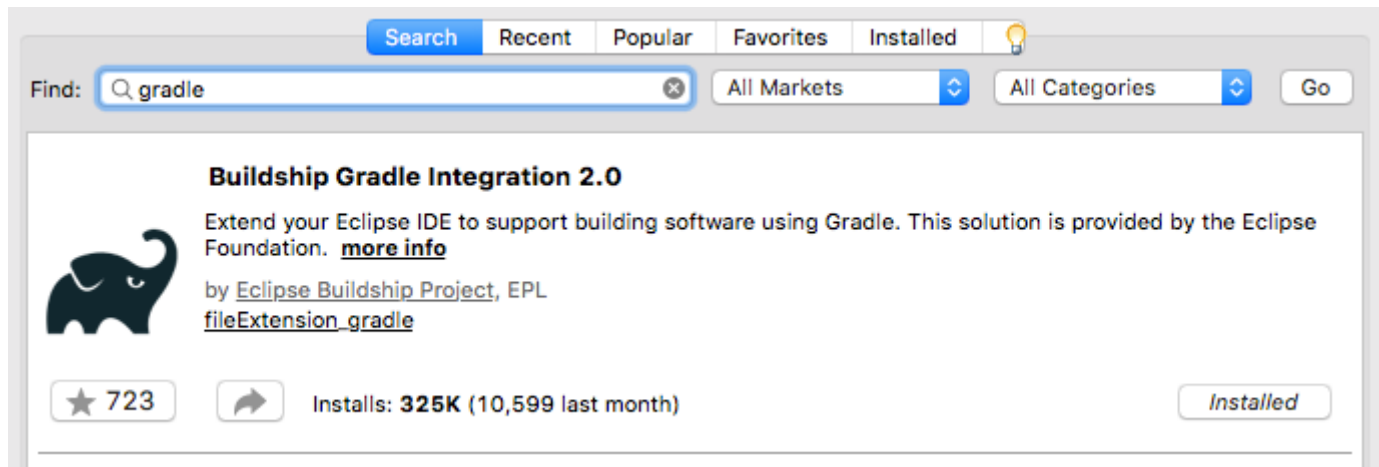 Search Recent Popular Favorites Installed
Find: gradle All Markets All Categories Go
Buildship Gradle Integration 2.0
Extend your Eclipse IDE to support building software using Gradle. This solution is provided by the Eclipse
Foundation. more info
by Eclipse Buildship Project, EPL
fileExtension_gradle
723 Installs: 325K (10,599 last month) Installed